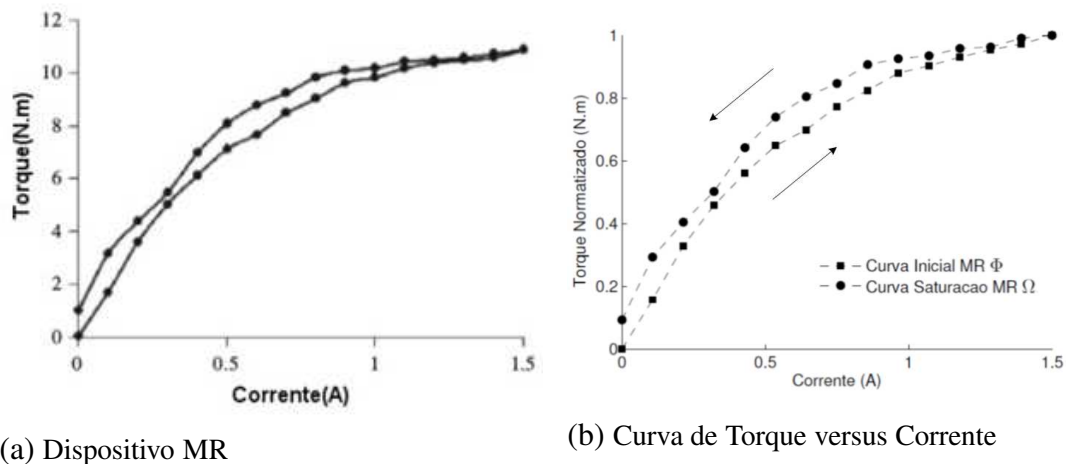 12
10
8
6
4
2
0
Torque(N.m)
0
0.5
1
1.5
Corrente(A)
(a) Dispositivo MR
1
0.8
0.6
0.4
0.2
0
Torque Normatizado (N.m)
Curva Inicial MR Φ
Curva Saturacao MR Ω
0
0.5
1
1.5
Corrente (A)
(b) Curva de Torque versus Corrente